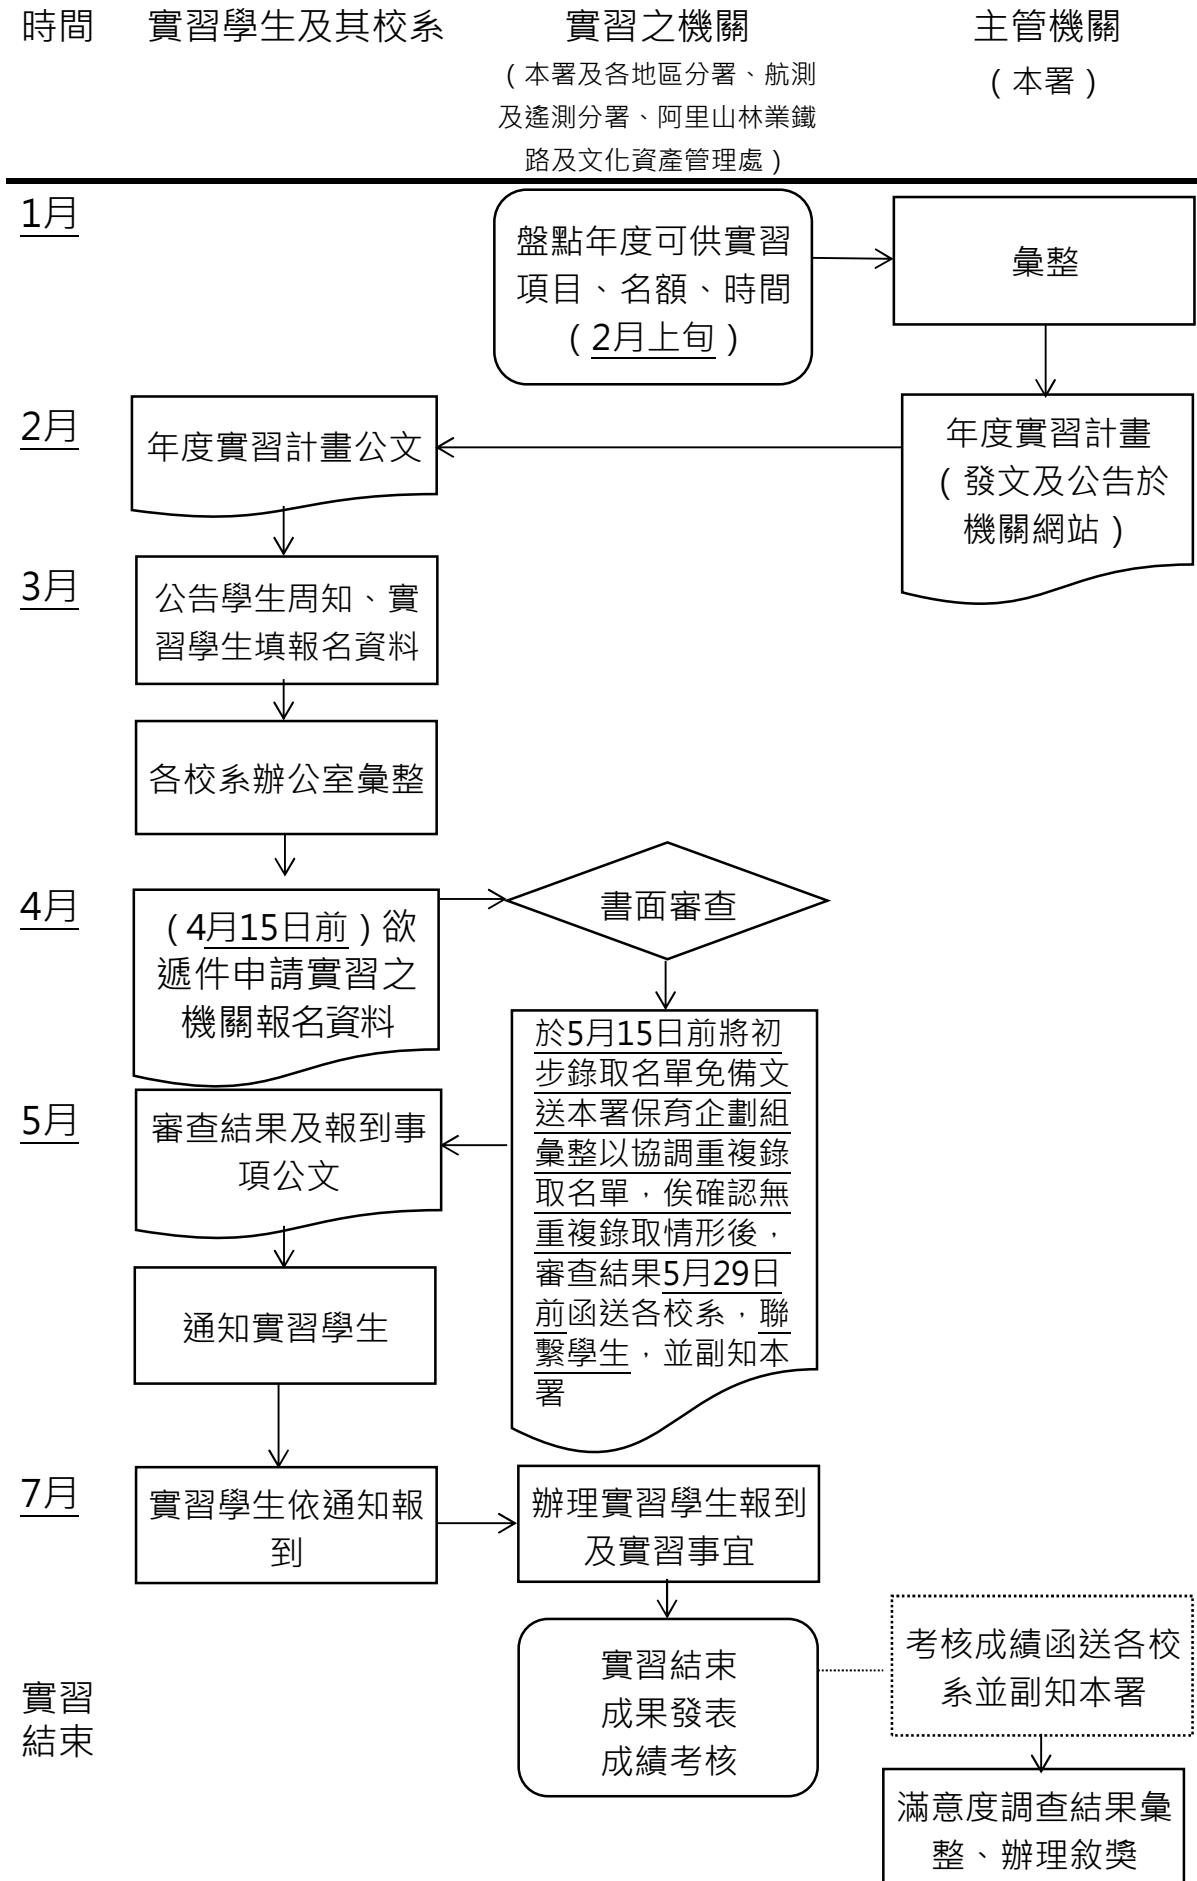 時間
實習學生及其校系
實習之機關
主管機關
（本署及各地區分署、航測
及遙測分署、阿里山林業鐵
路及文化資產管理處）
（本署）
1月
盤點年度可供實習
項目、名額、時間
（2月上旬）
彙整
2月
年度實習計畫公文
年度實習計畫
（發文及公告於
機關網站）
3月
公告學生周知、實
習學生填報名資料
各校系辦公室彙整
4月
（4月15日前）欲
遞件申請實習之
機關報名資料
書面審查
於5月15日前將初
步錄取名單免備文
送本署保育企劃組
彙整以協調重複錄
取名單，俟確認無
重複錄取情形後，
審查結果5月29日
前函送各校系，聯
繫學生，並副知本
署
5月
審查結果及報到事
項公文
通知實習學生
7月
實習學生依通知報
到
辦理實習學生報到
及實習事宜
實習
結束
實習結束
成果發表
成績考核
考核成績函送各校
系並副知本署
滿意度調查結果彙
整、辦理敘獎